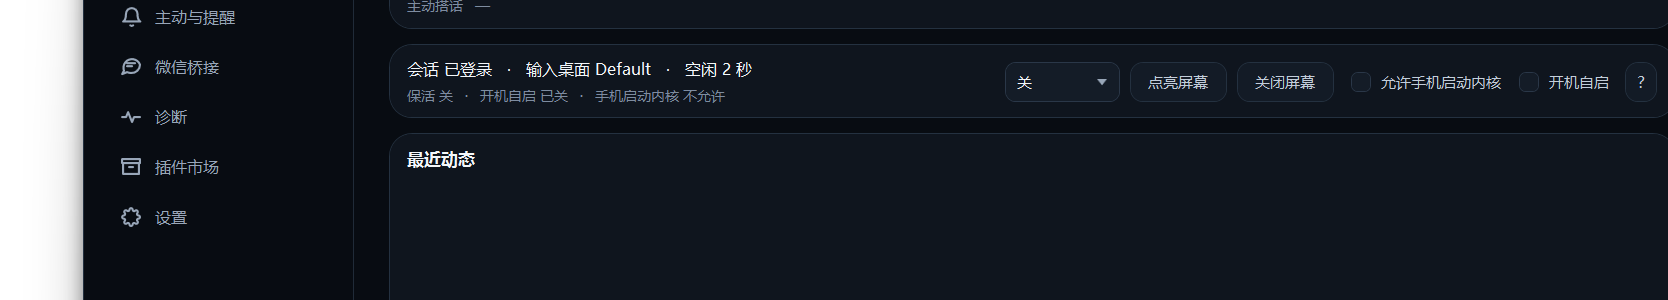 主动与提醒
微信桥接
诊断
插件市场
设置
主动搭话 —
会话 已登录 · 输入桌面 Default · 空闲 2 秒
保活 关 · 开机自启 已关 · 手机启动内核 不允许
关
点亮屏幕
关闭屏幕
允许手机启动内核
开机自启
?
最近动态